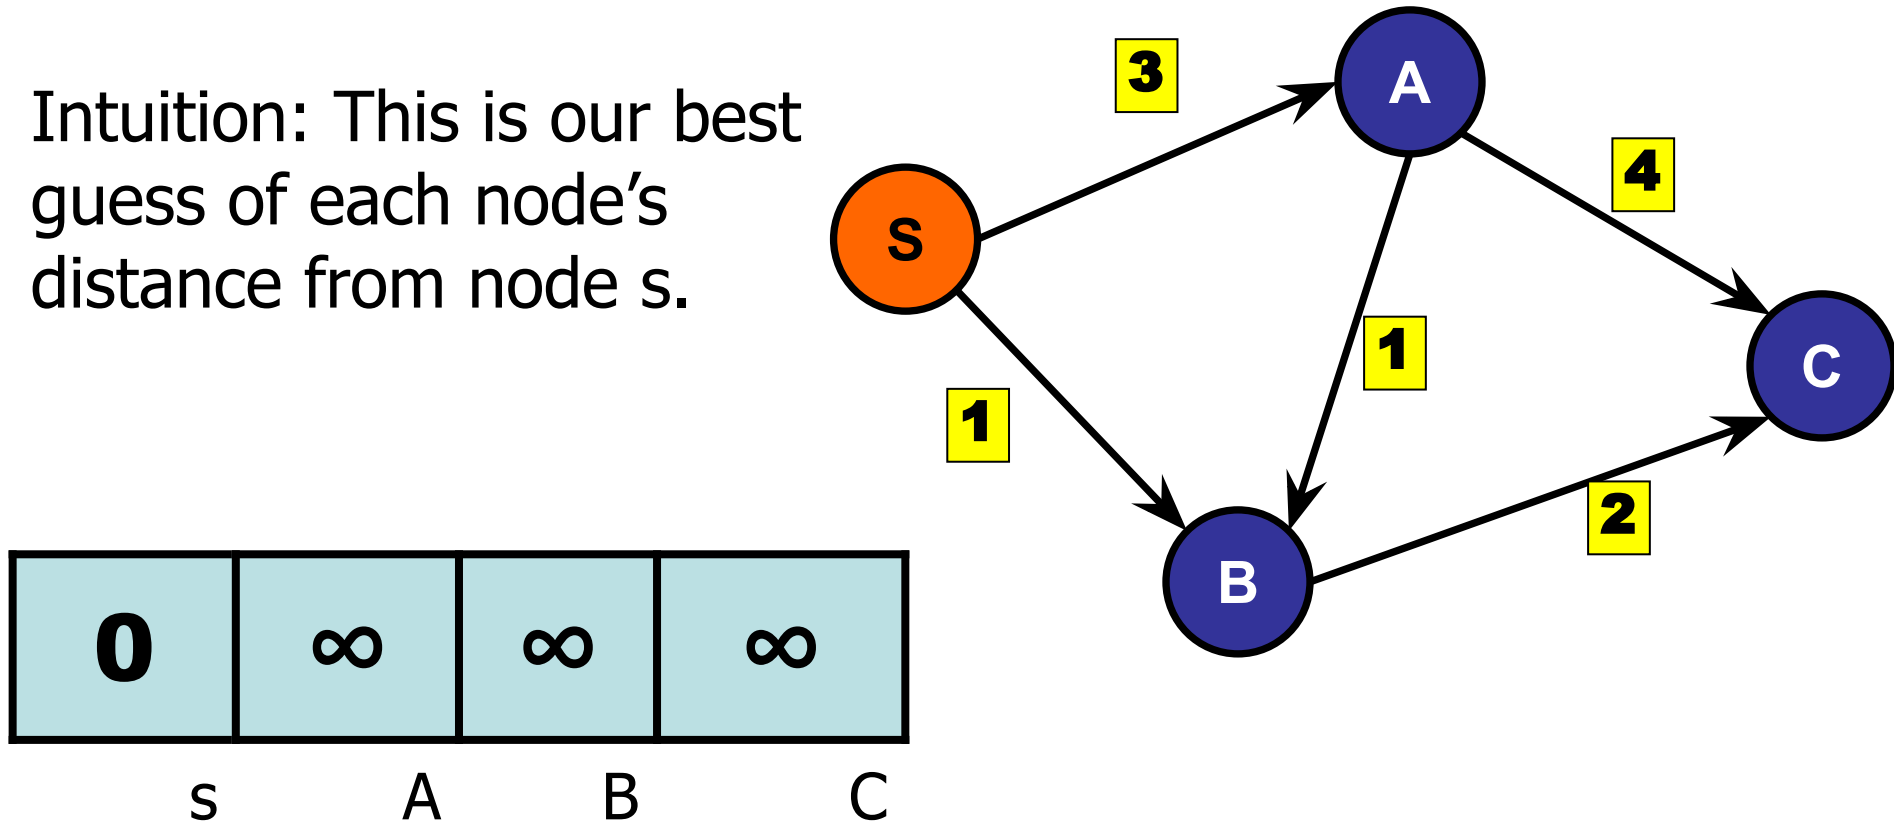 Intuition: This is our best
guess of each node’s
distance from node s.
3
A
4
S
1
C
1
2
B
0 ∞ ∞ ∞
s A B C